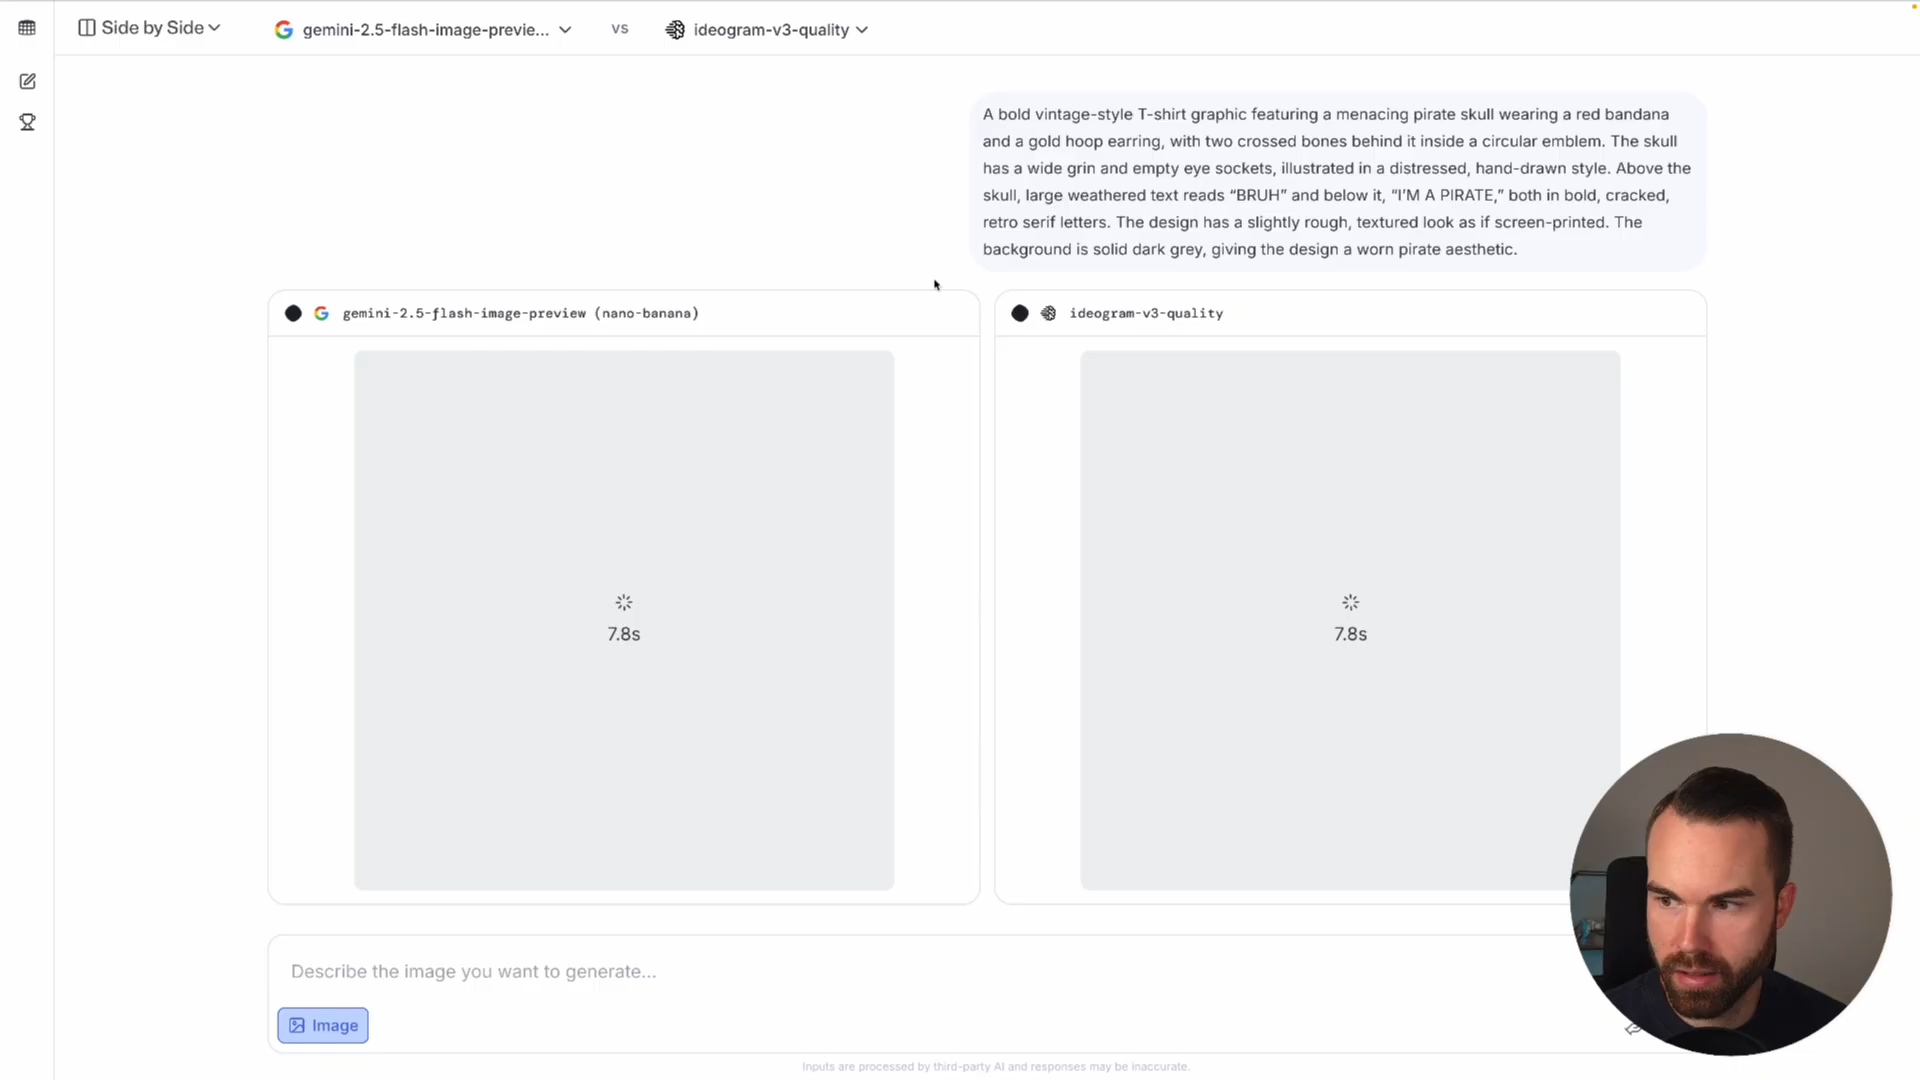 Side by Side
gemini-2.5-flash-image-previe...
VS
ideogram-v3-quality
A bold vintage-style T-shirt graphic featuring a menacing pirate skull wearing a red bandana
and a gold hoop earring, with two crossed bones behind it inside a circular emblem. The skull
has a wide grin and empty eye sockets, illustrated in a distressed, hand-drawn style. Above the
skull, large weathered text reads “BRUH” and below it, “I’M A PIRATE,” both in bold, cracked,
retro serif letters. The design has a slightly rough, textured look as if screen-printed. The
background is solid dark grey, giving the design a worn pirate aesthetic.
gemini-2.5-flash-image-preview (nano-banana)
ideogram-v3-quality
7.8s
7.8s
Describe the image you want to generate...
Image
Inputs are processed by third-party AI and responses may be inaccurate.